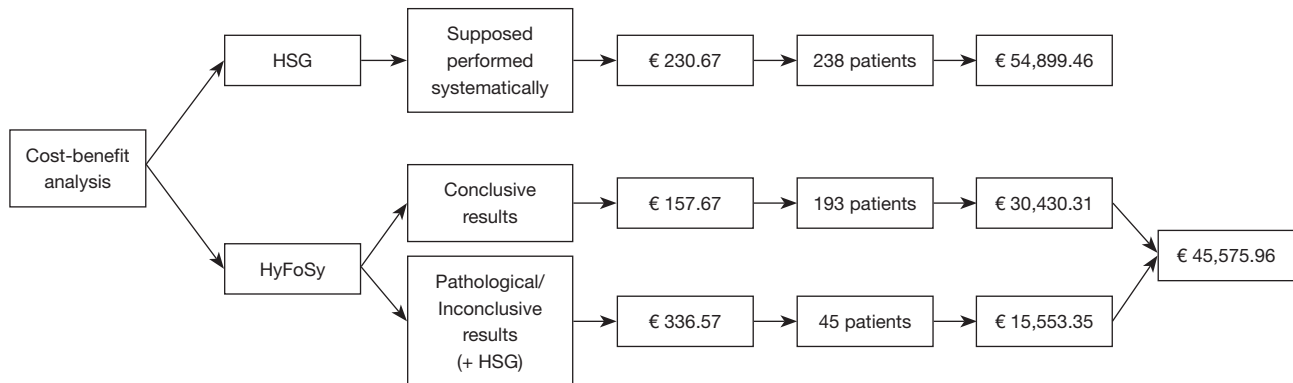 Cost-benefit
analysis
HSG
Supposed
performed
systematically
€ 230.67
238 patients
€ 54,899.46
HyFoSy
Conclusive
results
€ 157.67
193 patients
€ 30,430.31
Pathological/
Inconclusive
results
(+ HSG)
€ 336.57
45 patients
€ 15,553.35
€ 45,575.96